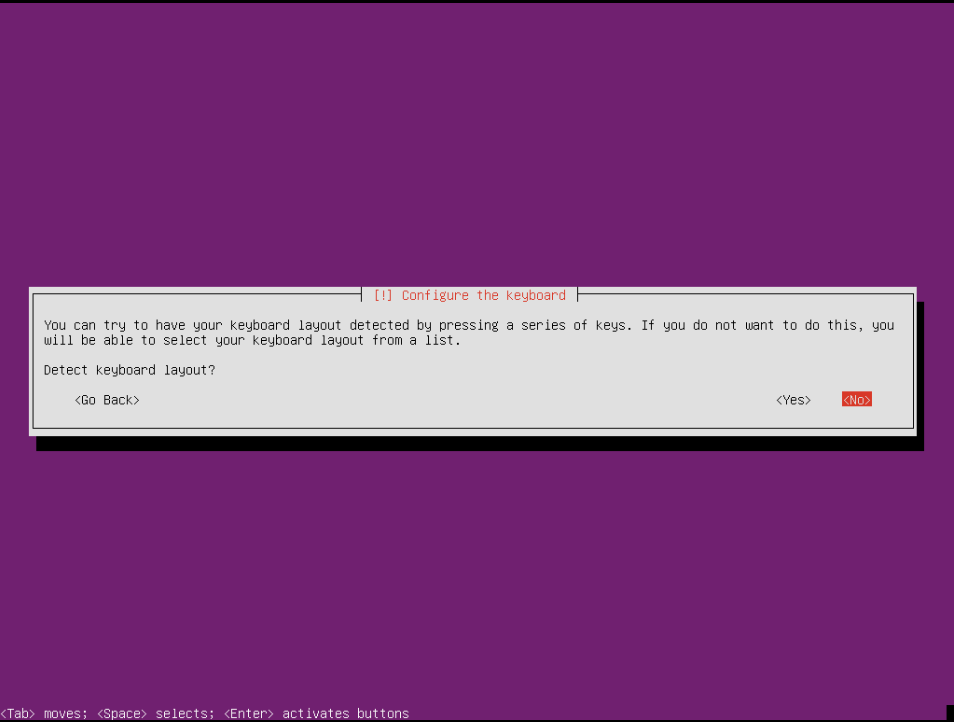 [!] Configure the keyboard
You can try to have your keyboard layout detected by pressing a series of keys. If you do not want to do this, you
will be able to select your keyboard layout from a list.
Detect keyboard layout?
<Go Back> <Yes> <No>
<Tab> moves; <Space> selects; <Enter> activates buttons